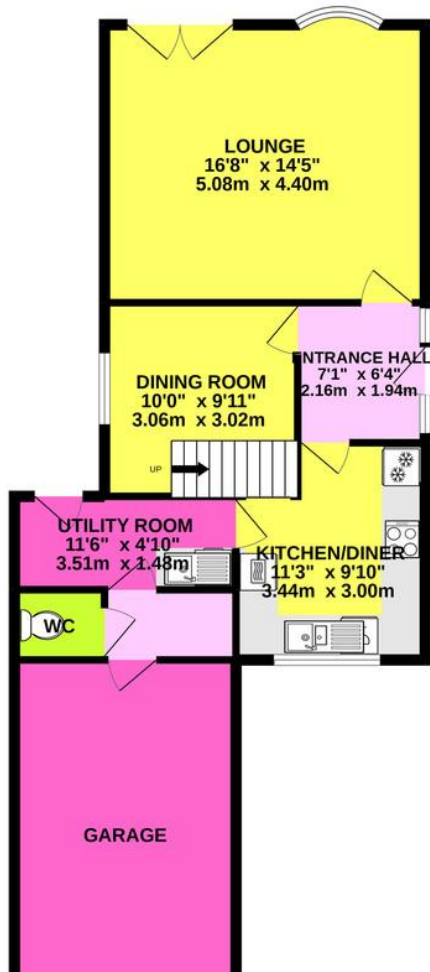 LOUNGE
16'8" x 14'5"
5.08m x 4.40m
ENTRANCE HALL
7'1" x 6'4"
2.16m x 1.94m
DINING ROOM
10'0" x 9'11"
3.06m x 3.02m
UP
UTILITY ROOM
11'6" x 4'10"
3.51m x 1.48m
KITCHEN/DINER
11'3" x 9'10"
3.44m x 3.00m
WC
GARAGE